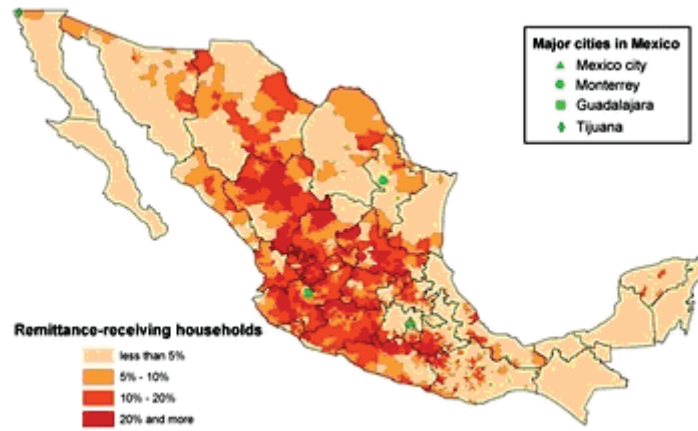 Major cities in Mexico
Mexico city
Monterrey
Guadalajara
Tijuana
Remittance-receiving households
less than 5%
5% - 10%
10% - 20%
20% and more